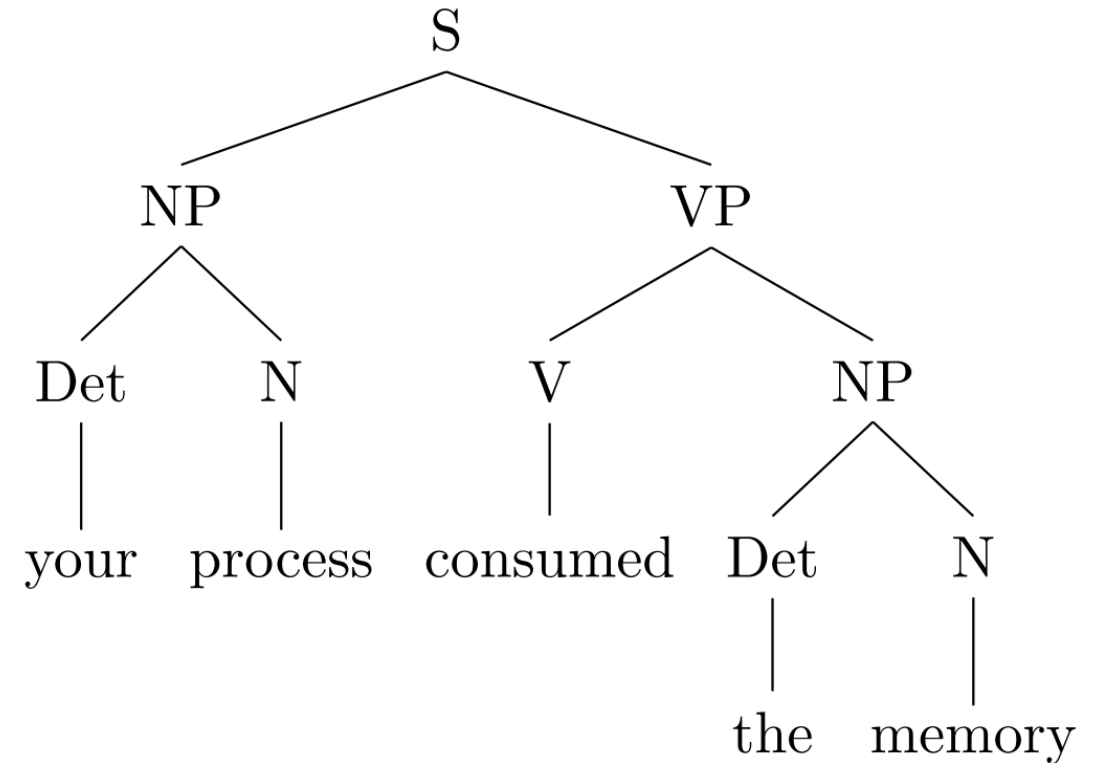 S
NP VP
Det N V NP
your process consumed Det N
the memory